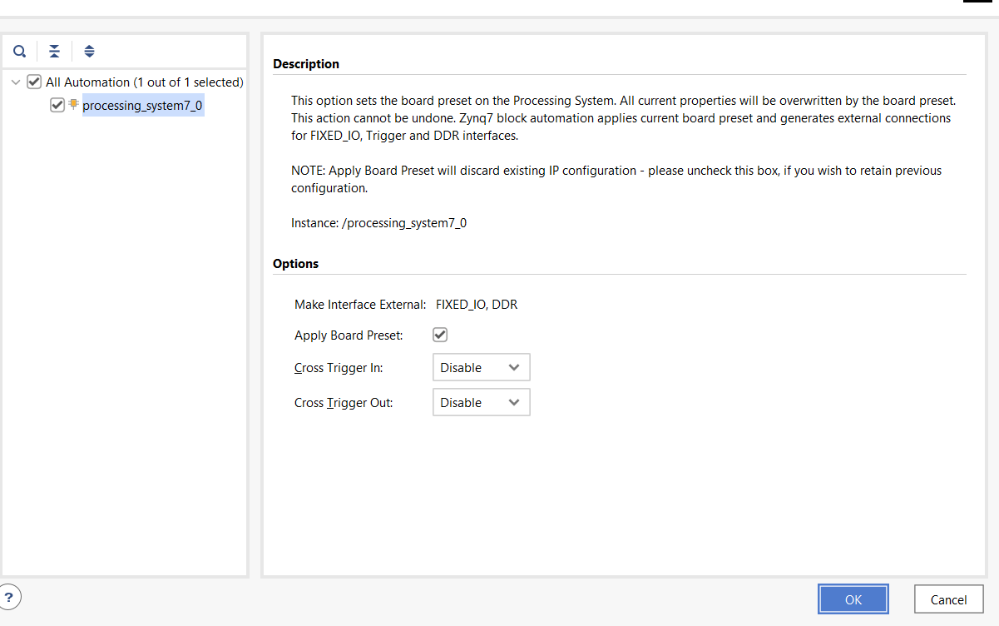 All Automation (1 out of 1 selected)
processing_system7_0
Description
This option sets the board preset on the Processing System. All current properties will be overwritten by the board preset.
This action cannot be undone. Zynq7 block automation applies current board preset and generates external connections
for FIXED_IO, Trigger and DDR interfaces.
NOTE: Apply Board Preset will discard existing IP configuration - please uncheck this box, if you wish to retain previous
configuration.
Instance: /processing_system7_0
Options
Make Interface External: FIXED_IO, DDR
Apply Board Preset:
Cross Trigger In: Disable
Cross Trigger Out: Disable
?
OK
Cancel